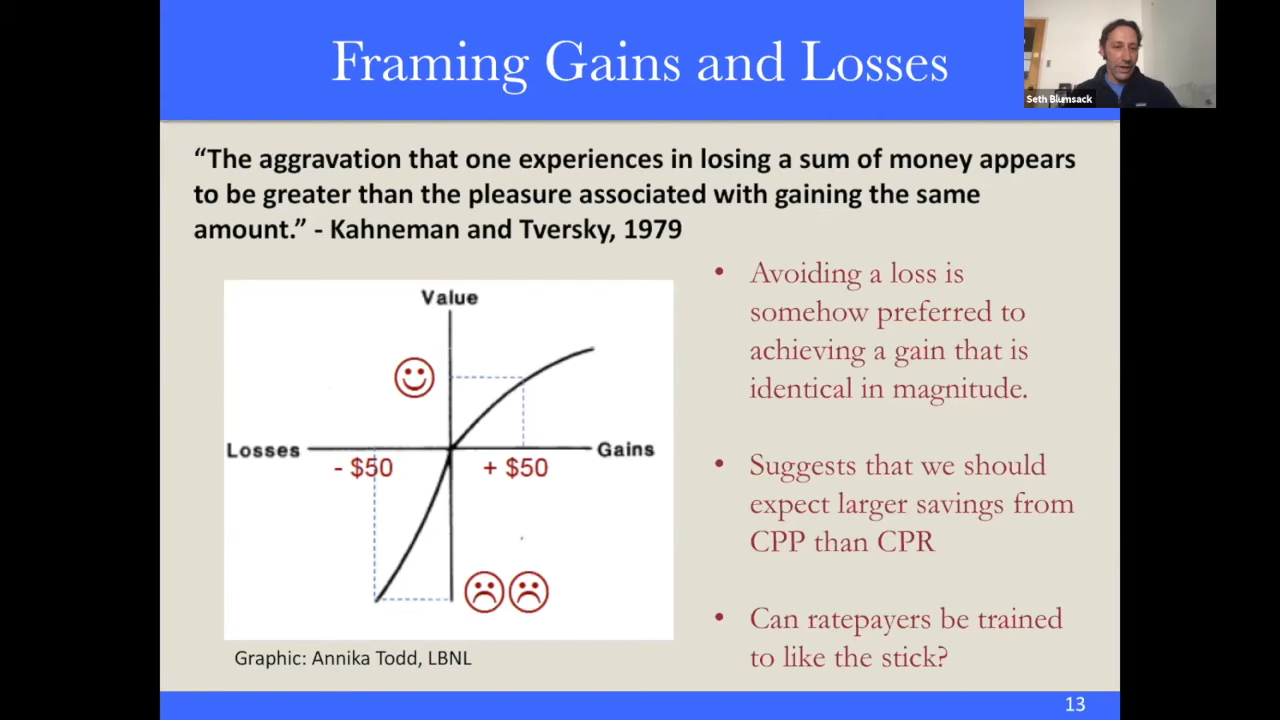 Framing Gains and Losses
Seth Blumsack
“The aggravation that one experiences in losing a sum of money appears
to be greater than the pleasure associated with gaining the same
amount.” - Kahneman and Tversky, 1979
Value
Losses
Gains
- $50
+ $50
Graphic: Annika Todd, LBNL
• Avoiding a loss is
somehow preferred to
achieving a gain that is
identical in magnitude.
• Suggests that we should
expect larger savings from
CPP than CPR
• Can ratepayers be trained
to like the stick?
13